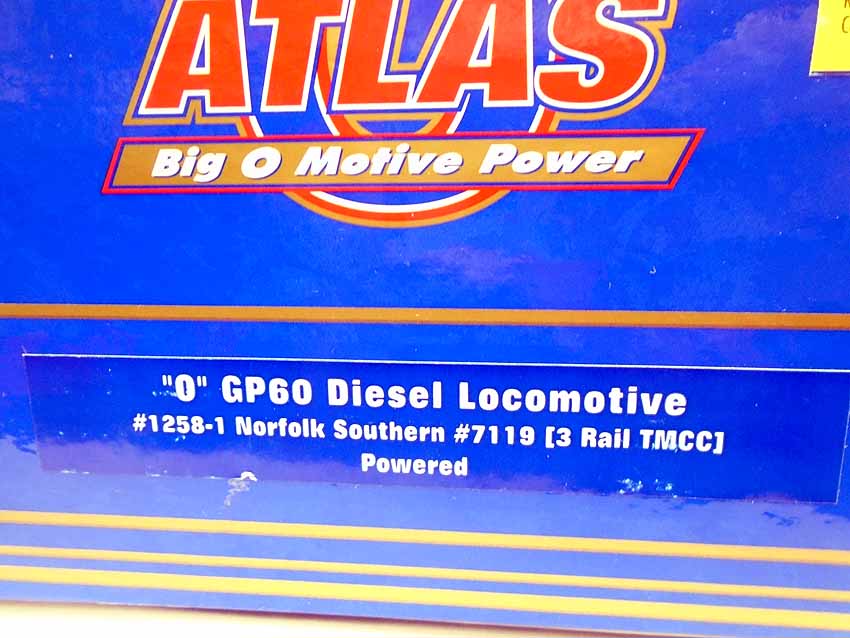 ATLAS
Big O Motive Power
"O" GP60 Diesel Locomotive
#1258-1 Norfolk Southern #7119 [3 Rail TMCC]
Powered